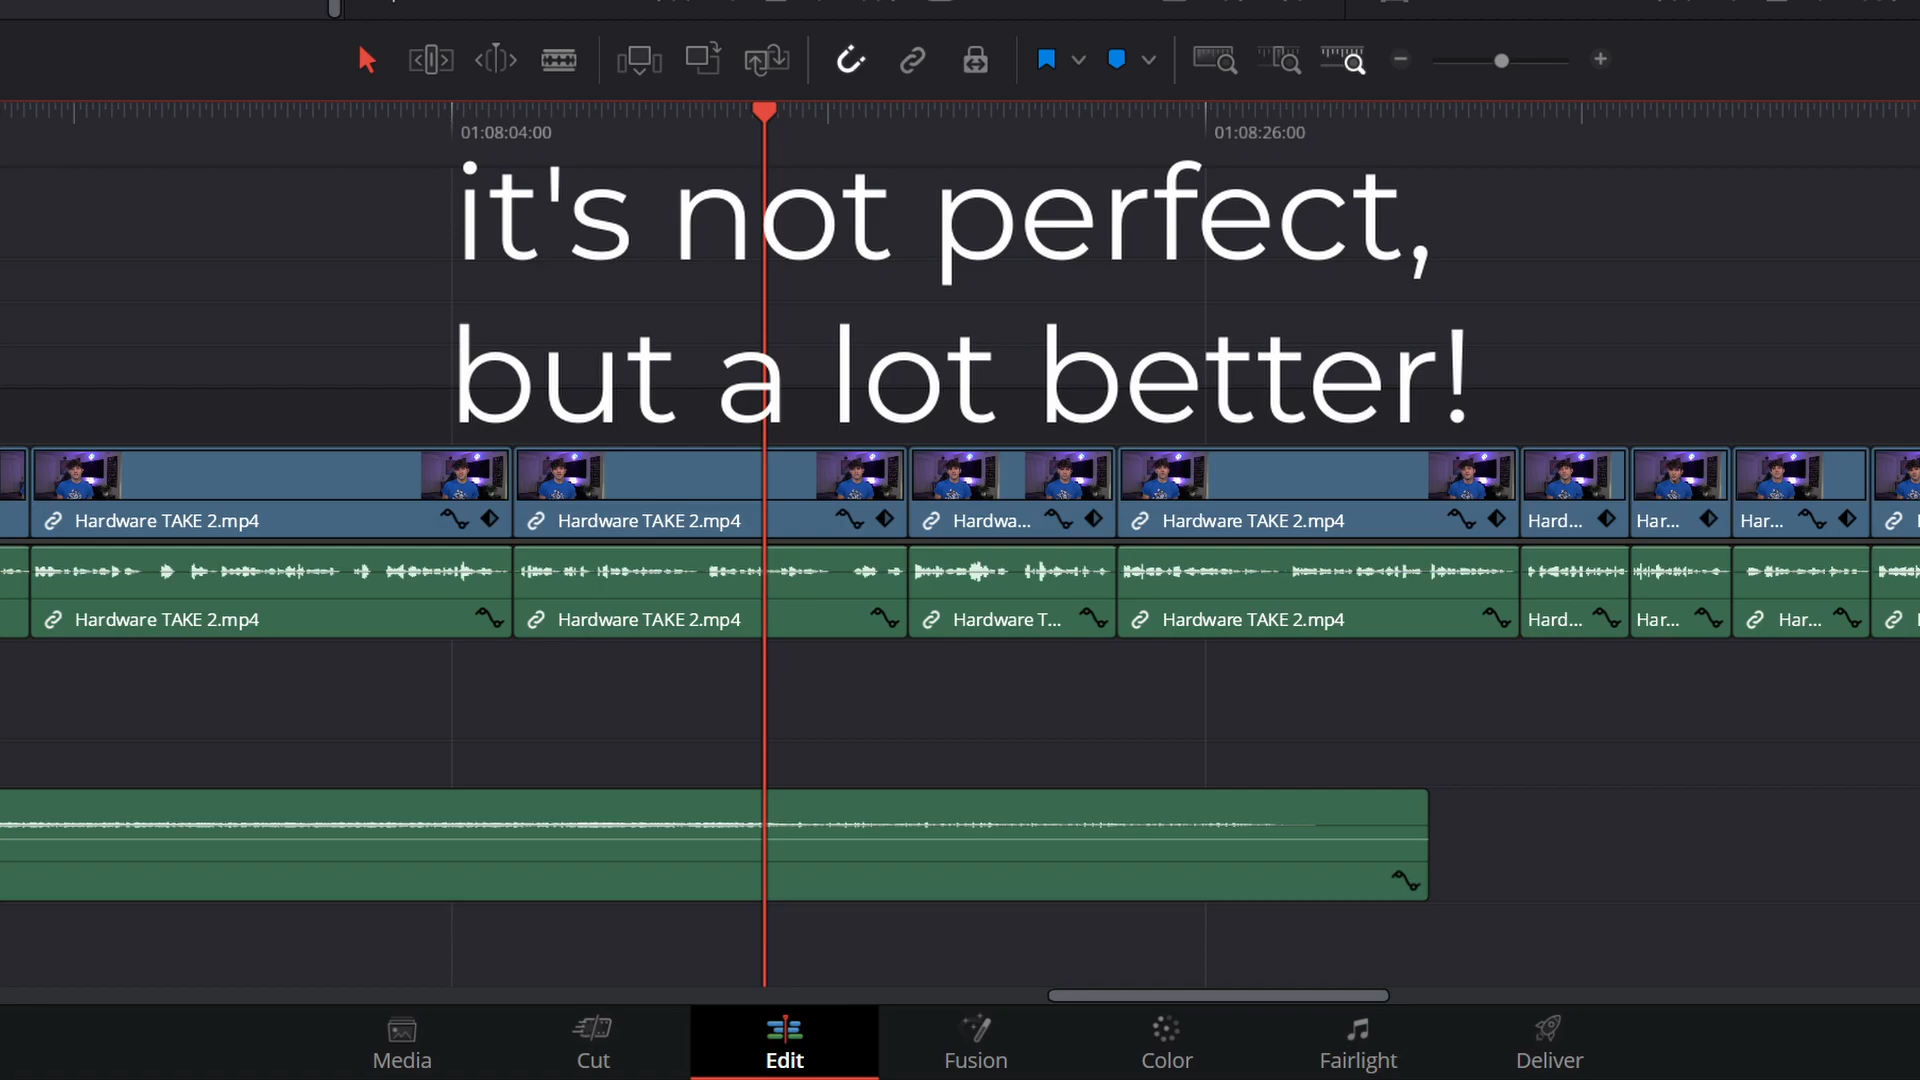 01:08:04:00 01:08:26:00
it's not perfect,
but a lot better!
Hardware TAKE 2.mp4 Hardware TAKE 2.mp4 Hardwa... Hardware TAKE 2.mp4 Hard... Har... Har...
Hardware TAKE 2.mp4 Hardware TAKE 2.mp4 Hardware T... Hardware TAKE 2.mp4 Hard... Har... Har...
Media Cut Edit Fusion Color Fairlight Deliver